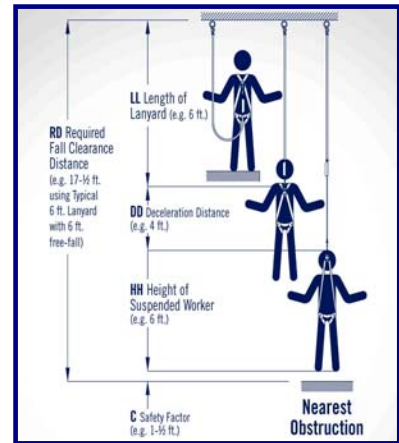 LL Length of
Lanyard (e.g. 6 ft.)
RD Required
Fall Clearance
Distance
(e.g. 17-½ ft.
using Typical
6 ft. Lanyard
with 6 ft.
free-fall)
DD Deceleration Distance
(e.g. 4 ft.)
HH Height of
Suspended Worker
(e.g. 6 ft.)
C Safety Factor
(e.g. 1-½ ft.)
Nearest
Obstruction